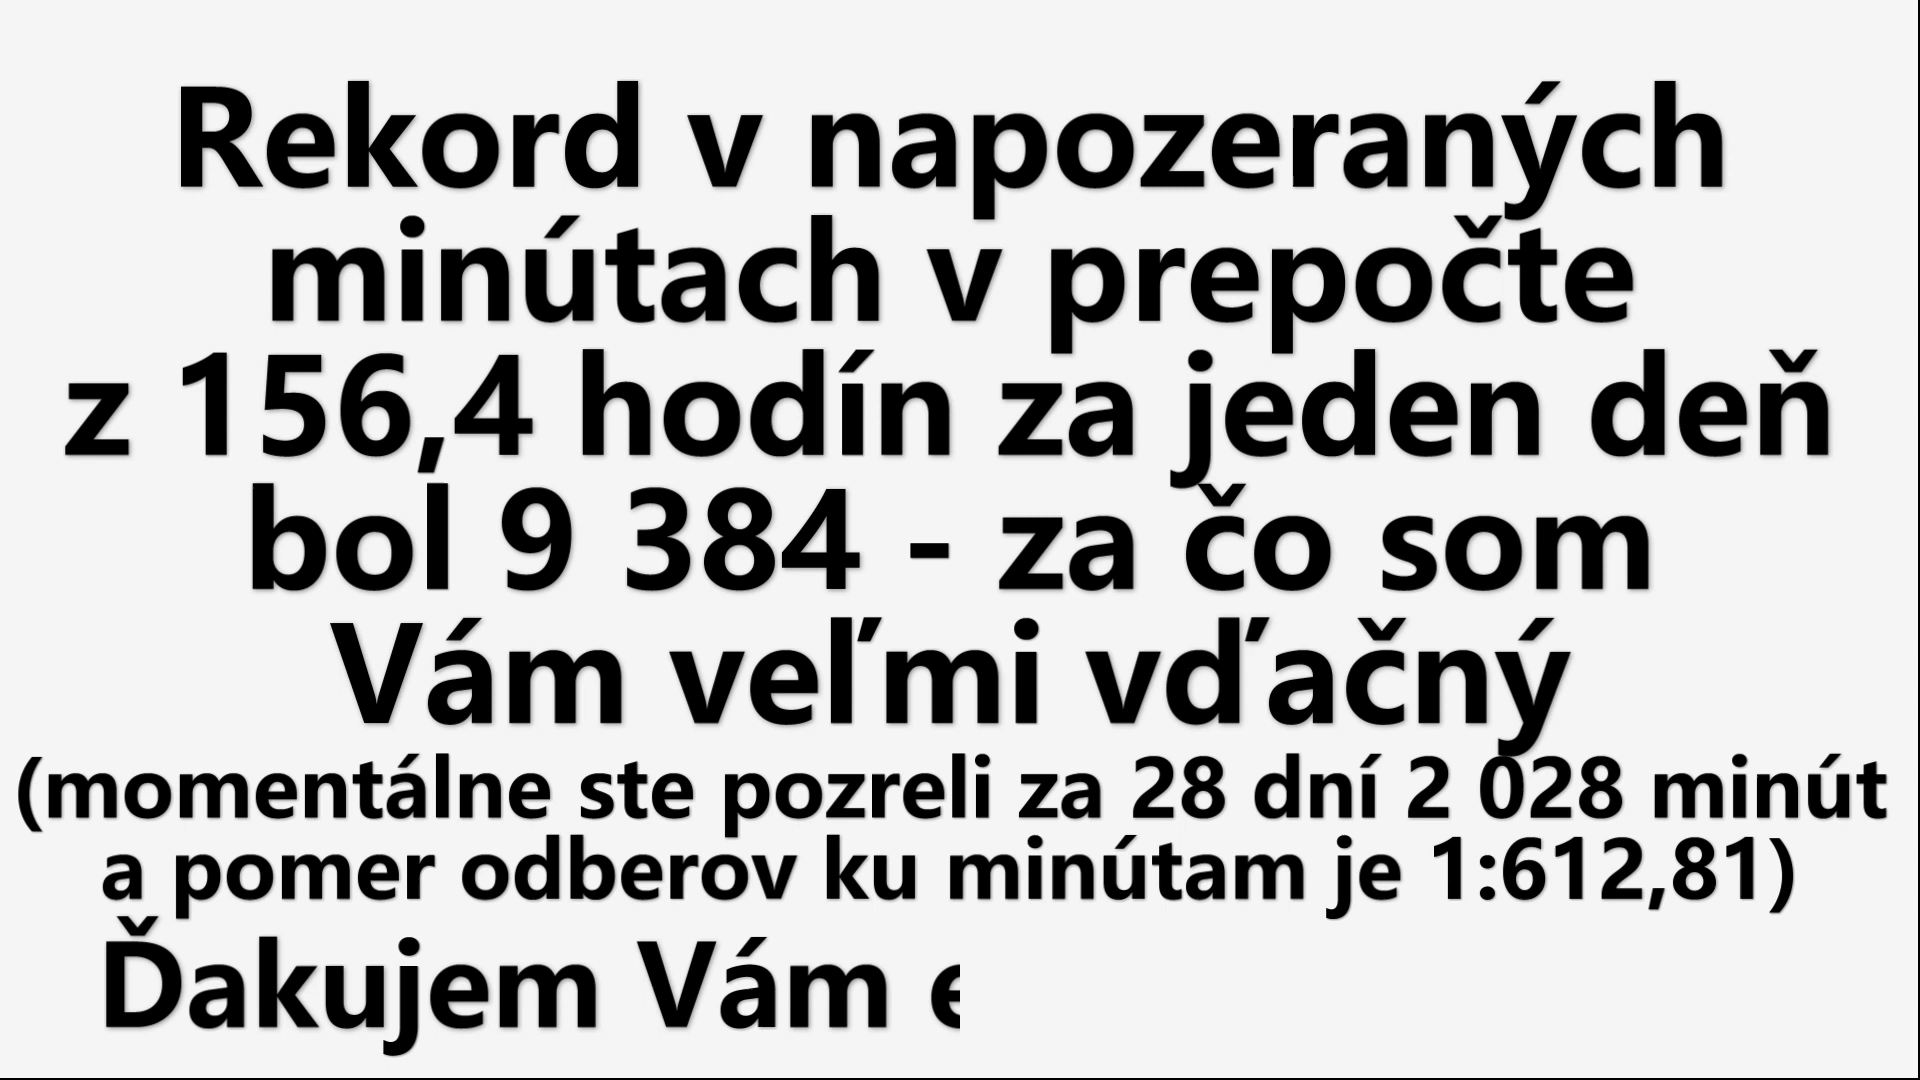 Rekord v napozeraných
minútach v prepočte
z 156,4 hodín za jeden deň
bol 9 384 - za čo som
Vám veľmi vďačný
(momentálne ste pozreli za 28 dní 2 028 minút
a pomer odberov ku minútam je 1:612,81)
Ďakujem Vám